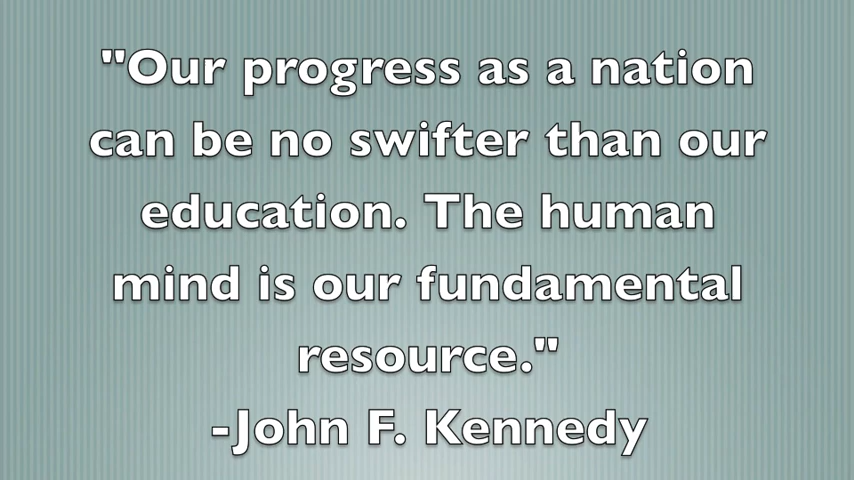 "Our progress as a nation
can be no swifter than our
education. The human
mind is our fundamental
resource."
-John F. Kennedy